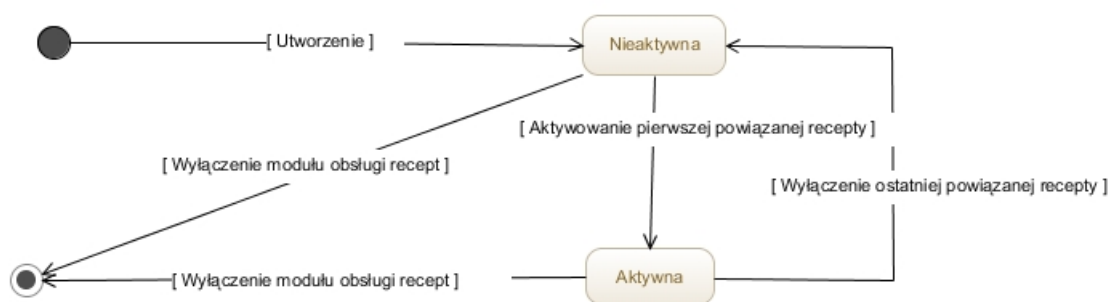 [ Utworzenie ]
Nieaktywna
[ Aktywowanie pierwszej powiązanej recepty ]
[ Wyłączenie modułu obsługi recept ]
[ Wyłączenie ostatniej powiązanej recepty ]
[ Wyłączenie modułu obsługi recept ]
Aktywna